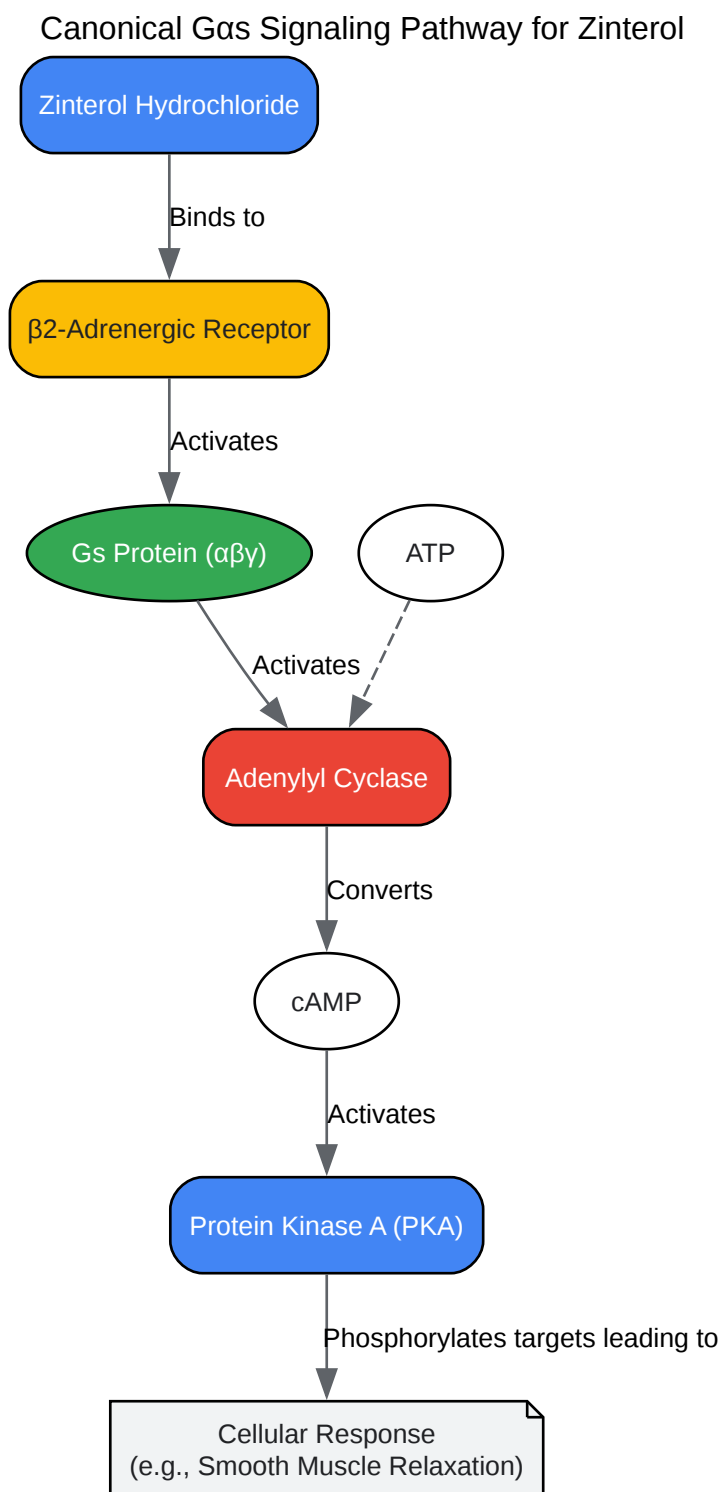 Canonical Gαs Signaling Pathway for Zinterol
Zinterol Hydrochloride
Binds to
β2-Adrenergic Receptor
Activates
Gs Protein (αβγ)
ATP
Activates
Adenylyl Cyclase
Converts
cAMP
Activates
Protein Kinase A (PKA)
Phosphorylates targets leading to
Cellular Response
(e.g., Smooth Muscle Relaxation)